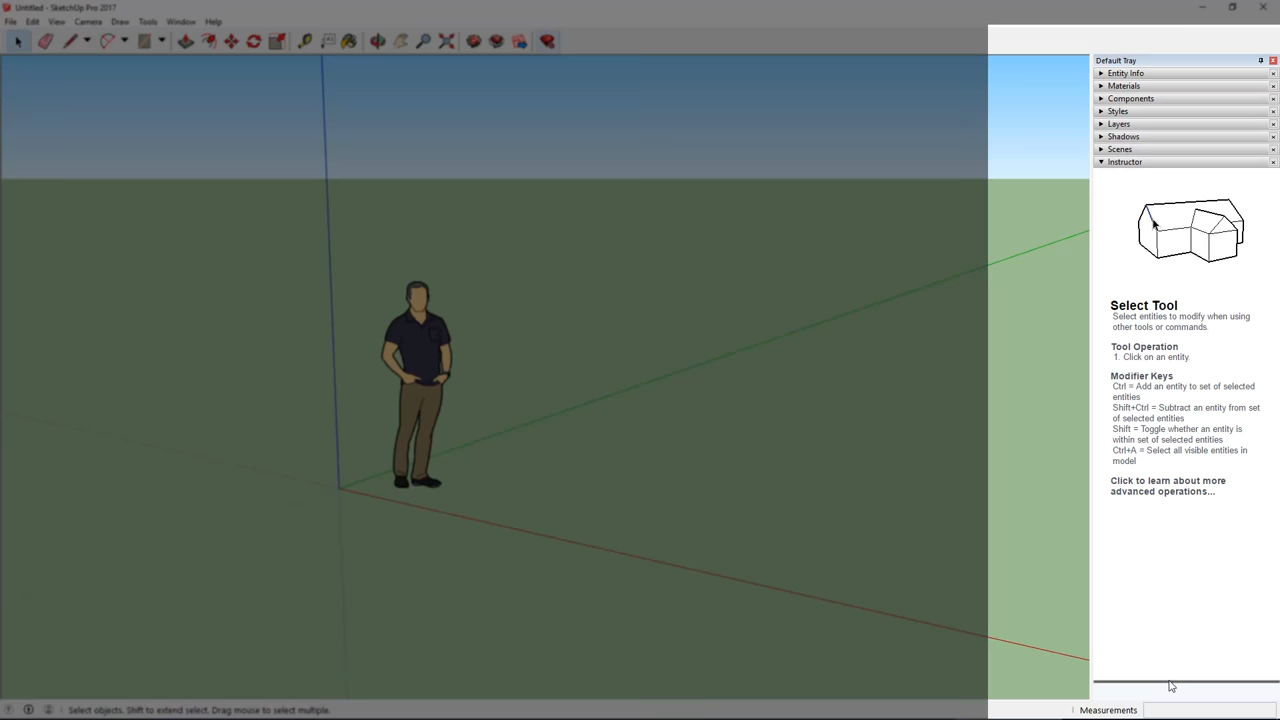 Untitled - SketchUp Pro 2017
File Edit View Camera Draw Tools Window Help
Default Tray
Entity Info
Materials
Components
Styles
Layers
Shadows
Scenes
Instructor
Select Tool
Select entities to modify when using
other tools or commands.
Tool Operation
1. Click on an entity.
Modifier Keys
Ctrl = Add an entity to set of selected
entities
Shift+Ctrl = Subtract an entity from set
of selected entities
Shift = Toggle whether an entity is
within set of selected entities
Ctrl+A = Select all visible entities in
model
Click to learn about more
advanced operations...
Select objects. Shift to extend select. Drag mouse to select multiple.
Measurements